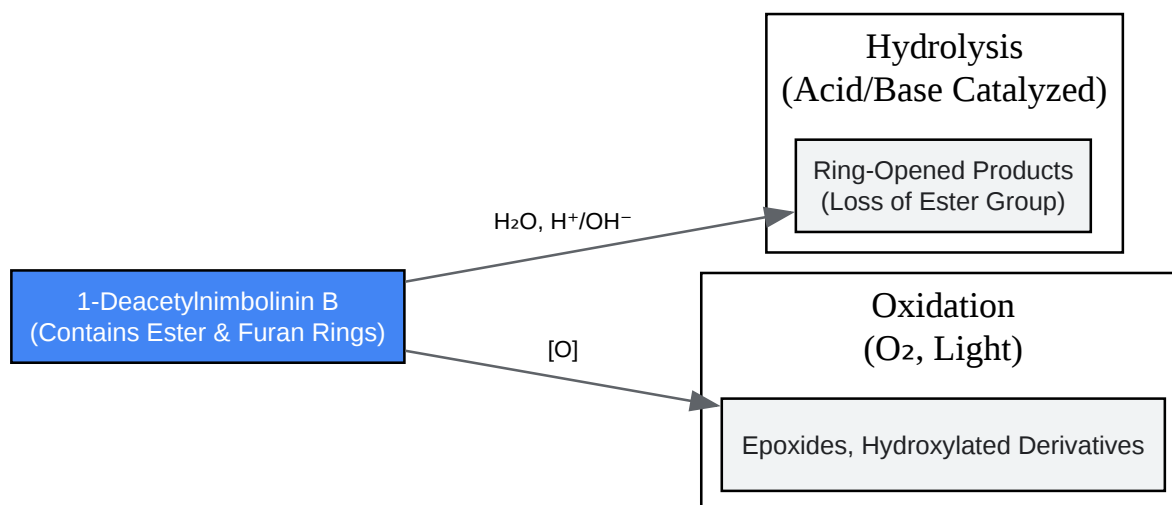 Hydrolysis
(Acid/Base Catalyzed)
Ring-Opened Products
(Loss of Ester Group)
H₂O, H⁺/OH⁻
1-Deacetylnimbolinin B
(Contains Ester & Furan Rings)
[O]
Oxidation
(O₂, Light)
Epoxides, Hydroxylated Derivatives